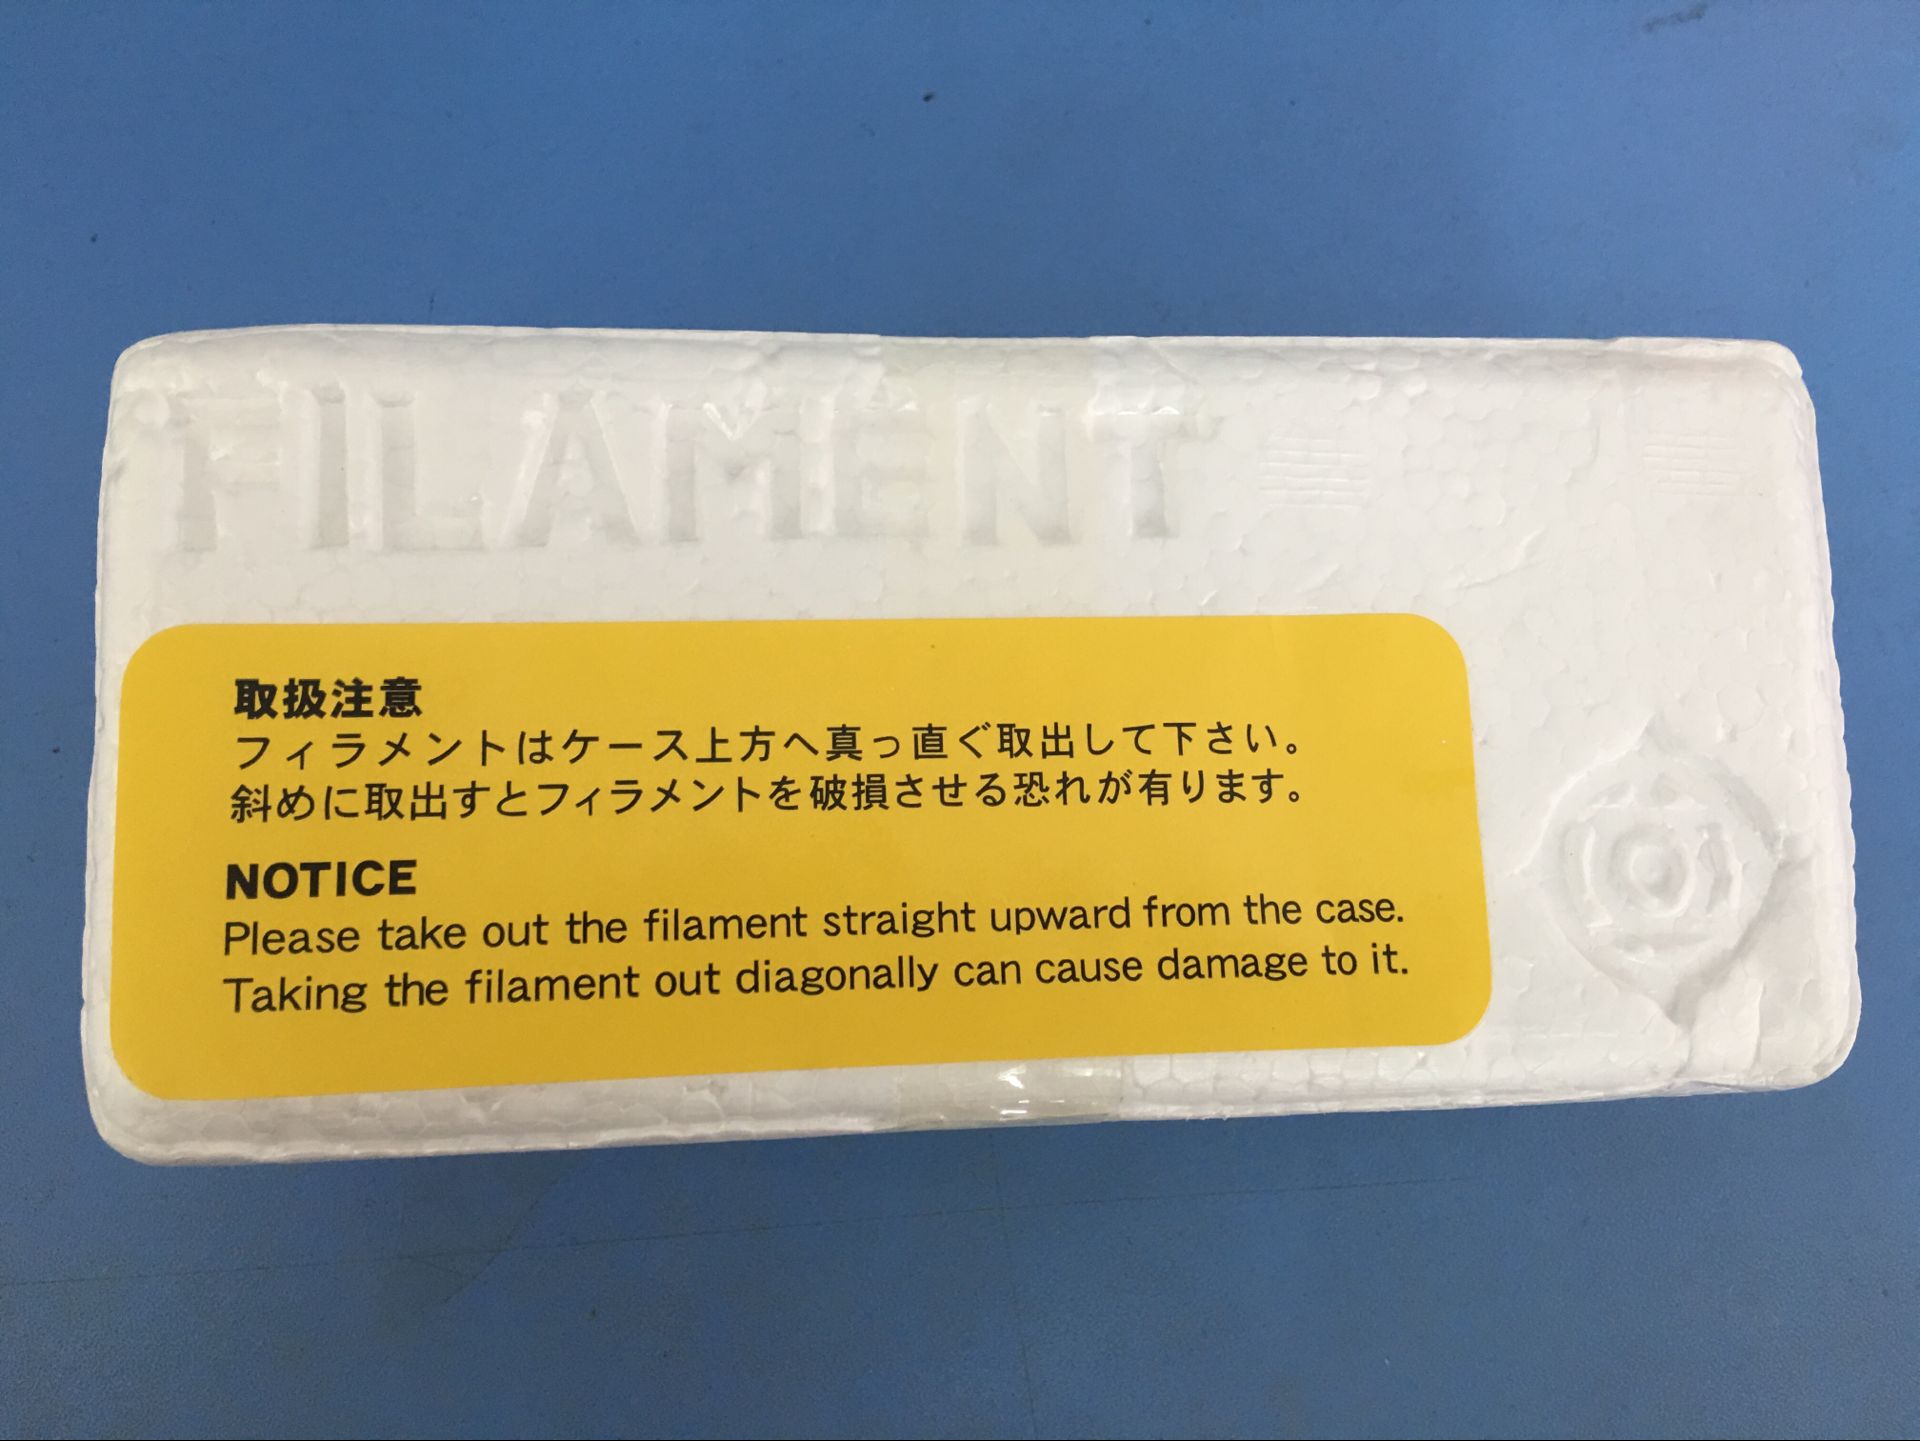 FILAMENT
取扱注意
フィラメントはケース上方へ真っ直ぐ取出して下さい。
斜めに取出すとフィラメントを破損させる恐れが有ります。
NOTICE
Please take out the filament straight upward from the case.
Taking the filament out diagonally can cause damage to it.